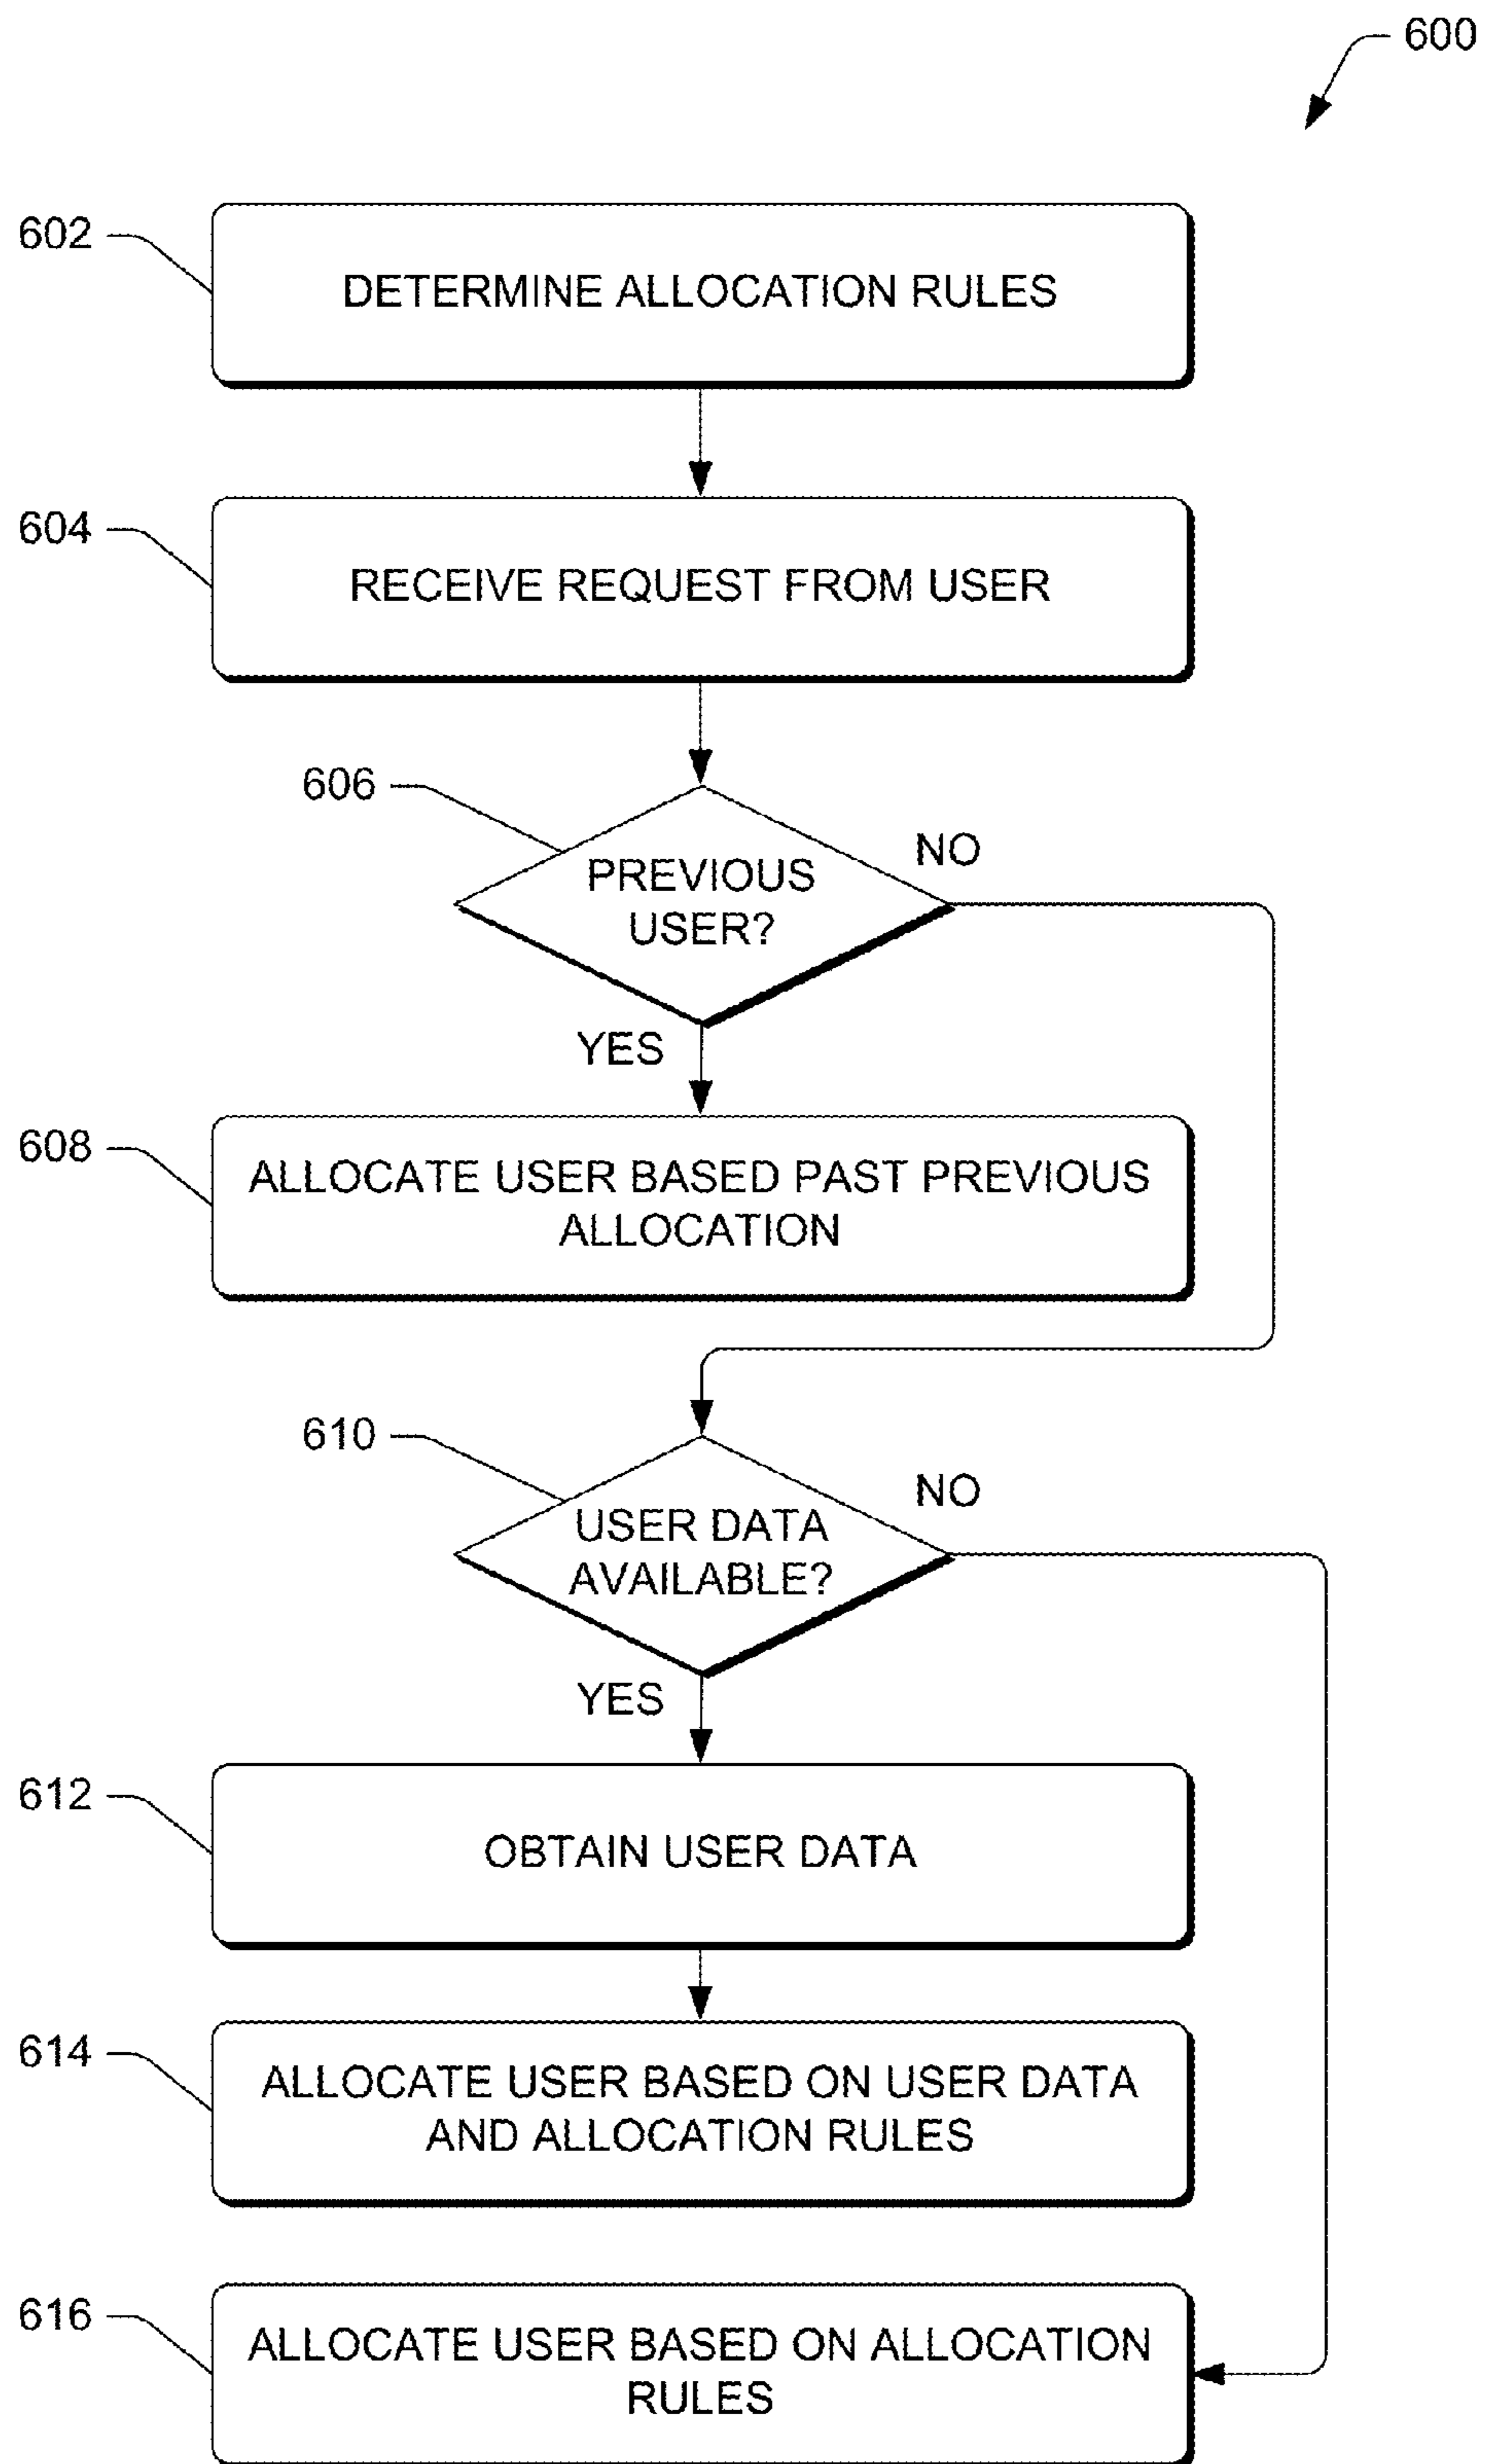 600
602
DETERMINE ALLOCATION RULES
604
RECEIVE REQUEST FROM USER
606
PREVIOUS
USER?
NO
YES
608
ALLOCATE USER BASED PAST PREVIOUS
ALLOCATION
610
USER DATA
AVAILABLE?
NO
YES
612
OBTAIN USER DATA
614
ALLOCATE USER BASED ON USER DATA
AND ALLOCATION RULES
616
ALLOCATE USER BASED ON ALLOCATION
RULES